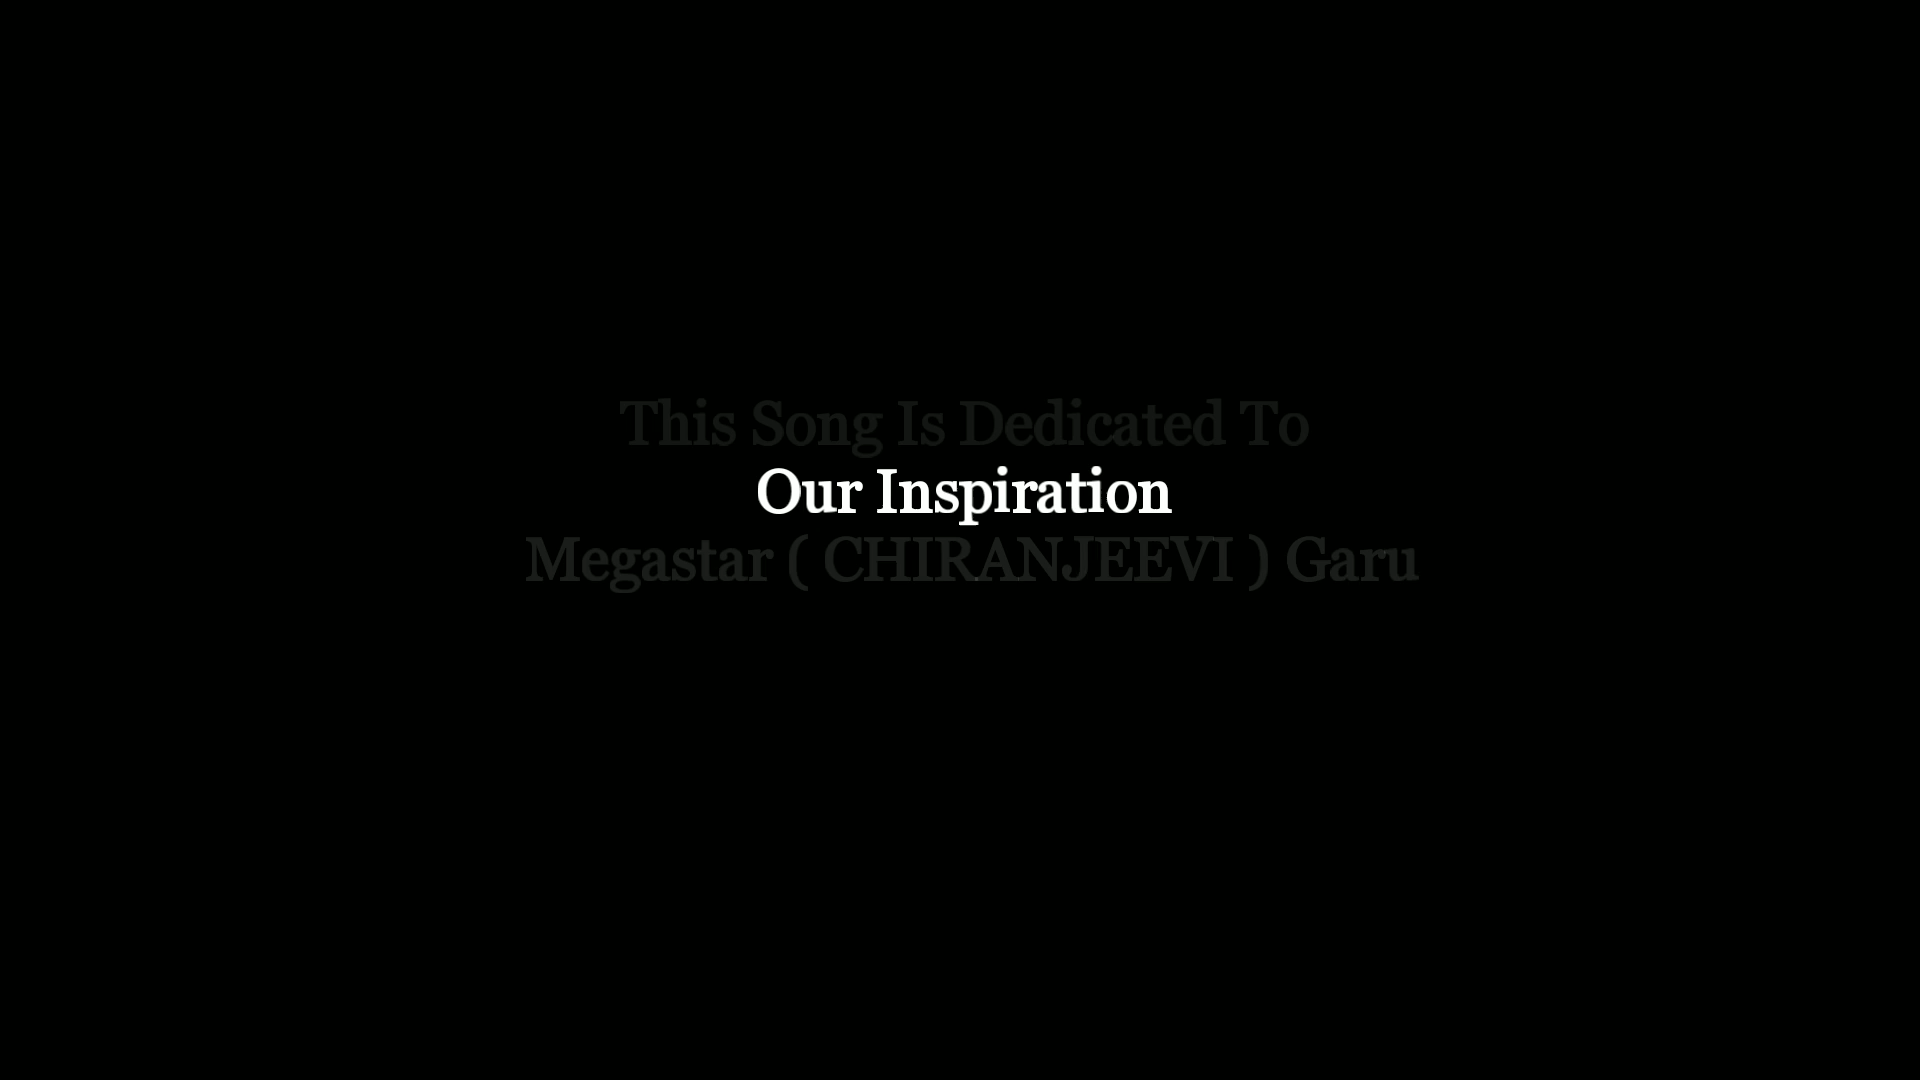 This Song Is Dedicated To
Our Inspiration
Megastar ( CHIRANJEEVI ) Garu